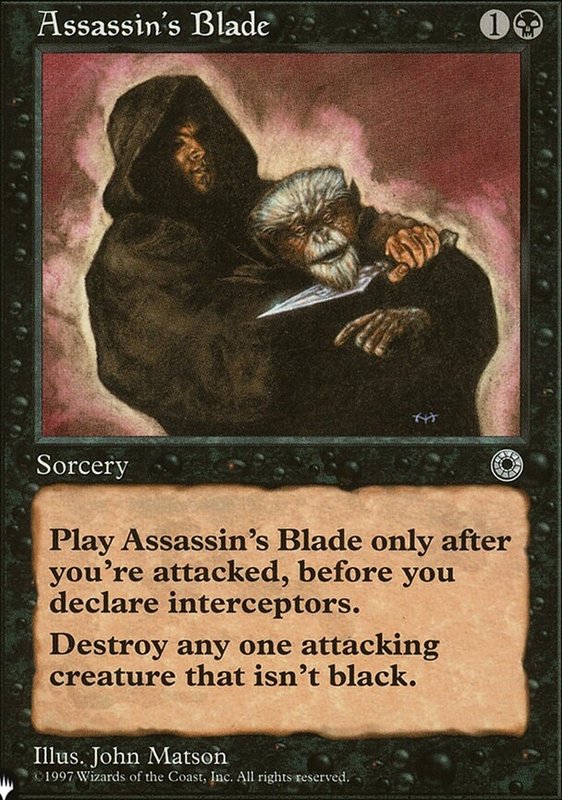 Assassin's Blade 1
Sorcery
Play Assassin's Blade only after
you're attacked, before you
declare interceptors.
Destroy any one attacking
creature that isn't black.
Illus. John Matson
©1997 Wizards of the Coast, Inc. All rights reserved.